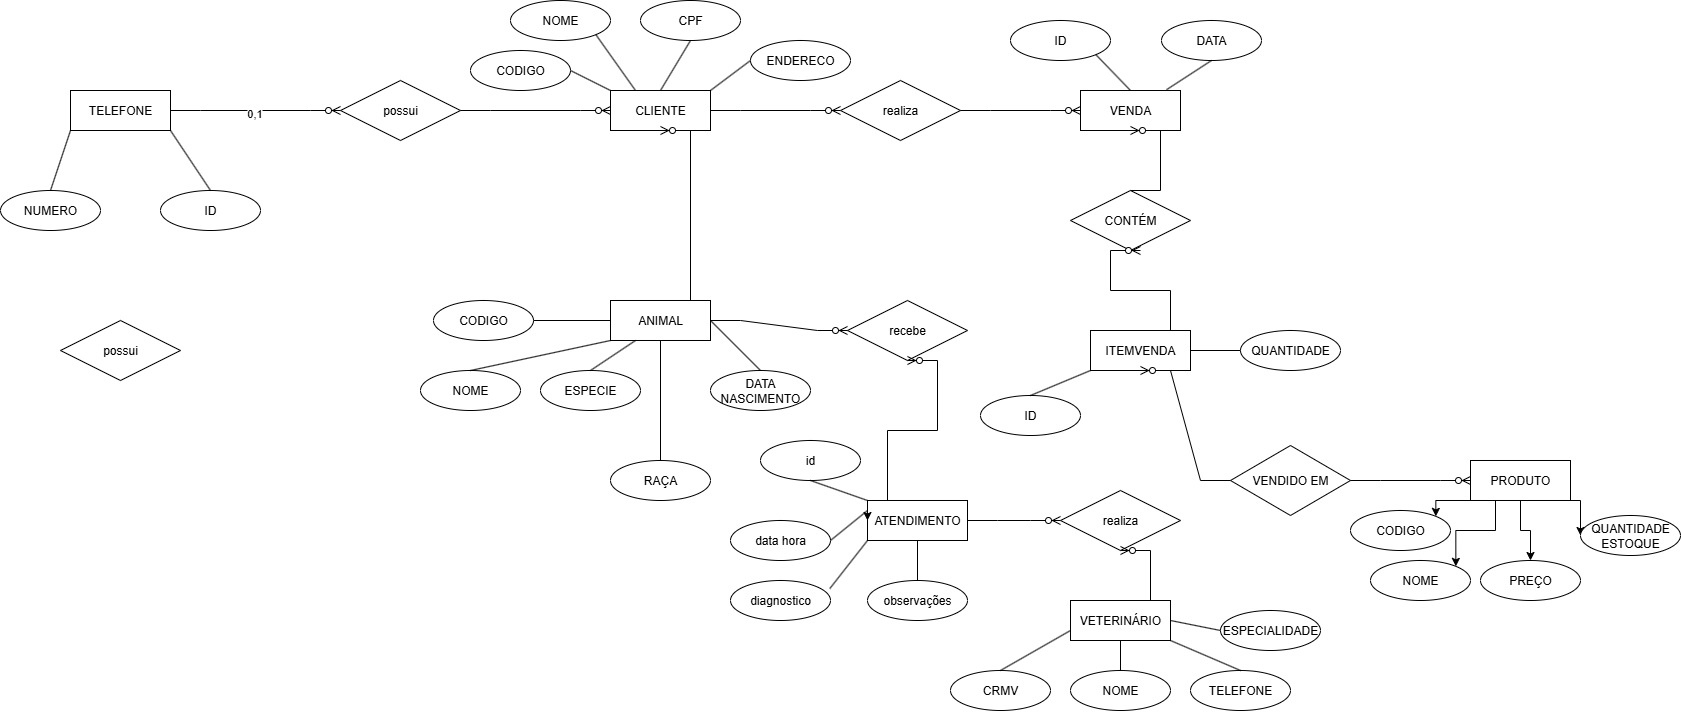 NOME
CPF
ID
DATA
CODIGO
ENDERECO
TELEFONE
0,1
possui
CLIENTE
realiza
VENDA
NUMERO
ID
CONTÉM
CODIGO
ANIMAL
recebe
possui
ITEMVENDA
QUANTIDADE
NOME
ESPECIE
DATA
NASCIMENTO
ID
id
RAÇA
VENDIDO EM
PRODUTO
ATENDIMENTO
realiza
data hora
CODIGO
QUANTIDADE
ESTOQUE
NOME
PREÇO
diagnostico
observações
VETERINÁRIO
ESPECIALIDADE
CRMV
NOME
TELEFONE